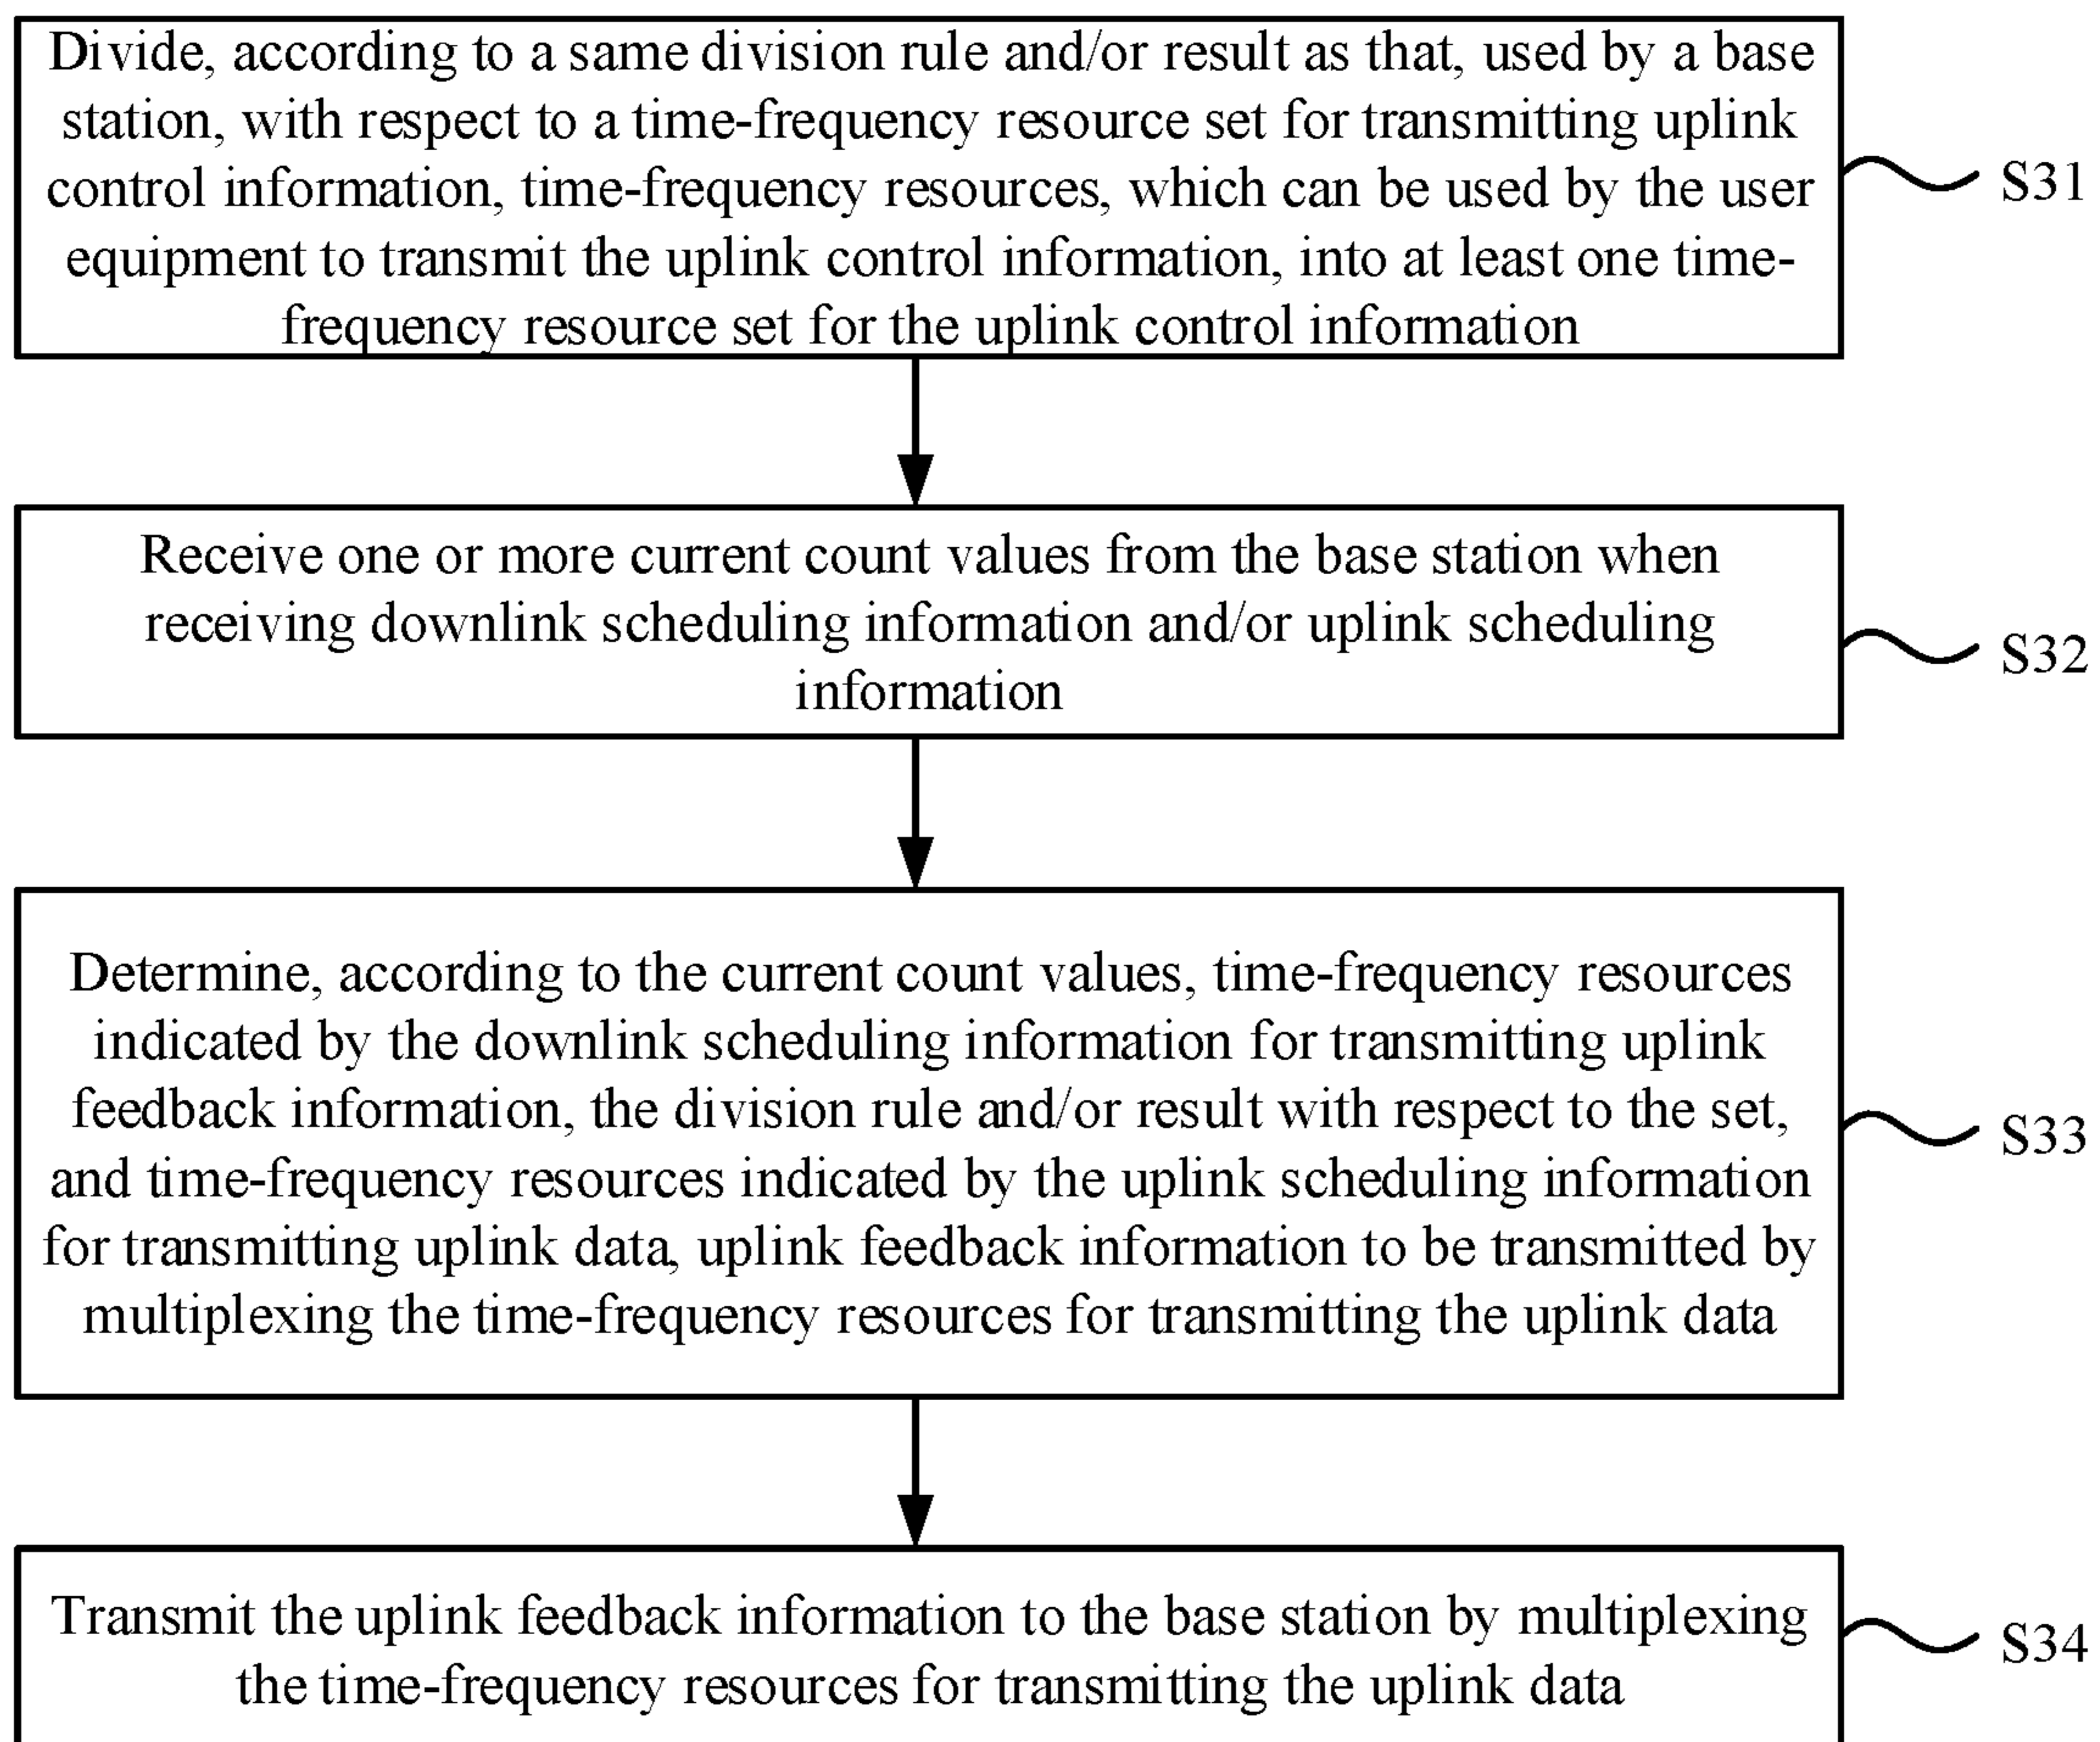 Divide, according to a same division rule and/or result as that, used by a base
station, with respect to a time-frequency resource set for transmitting uplink
control information, time-frequency resources, which can be used by the user
equipment to transmit the uplink control information, into at least one time-
frequency resource set for the uplink control information
S31
Receive one or more current count values from the base station when
receiving downlink scheduling information and/or uplink scheduling
information
S32
Determine, according to the current count values, time-frequency resources
indicated by the downlink scheduling information for transmitting uplink
feedback information, the division rule and/or result with respect to the set,
and time-frequency resources indicated by the uplink scheduling information
for transmitting uplink data, uplink feedback information to be transmitted by
multiplexing the time-frequency resources for transmitting the uplink data
S33
Transmit the uplink feedback information to the base station by multiplexing
the time-frequency resources for transmitting the uplink data
S34